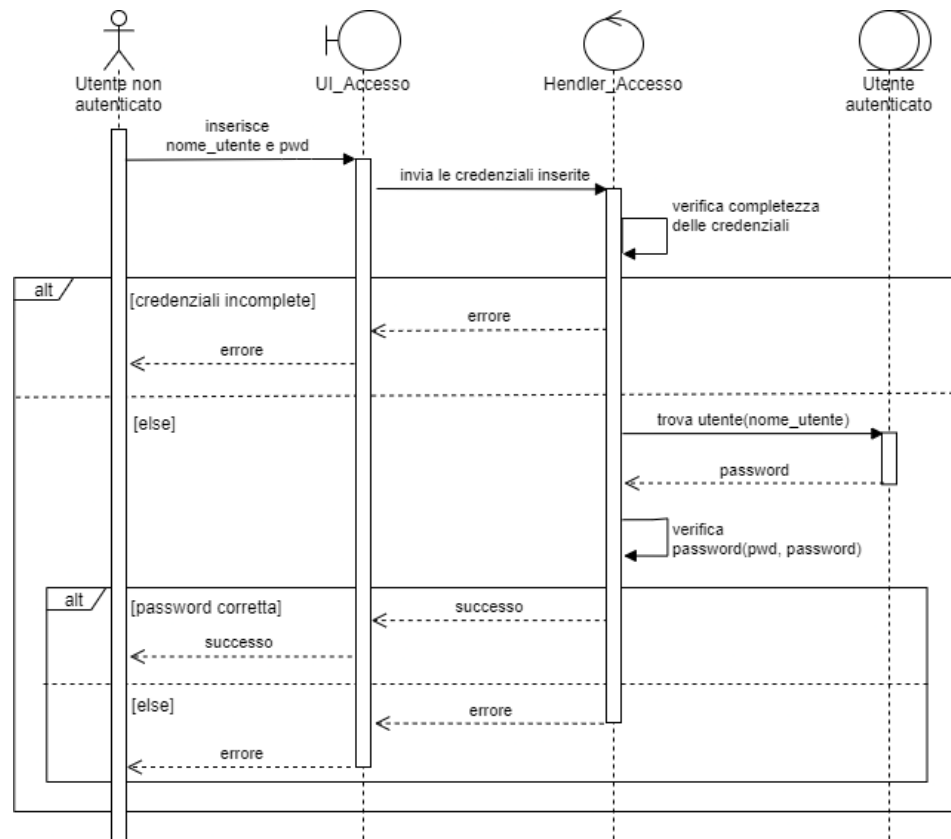 Utente non
autenticato
UI_Accesso
Hendler_Accesso
Utente
autenticato
inserisce
nome_utente e pwd
invia le credenziali inserite
verifica completezza
delle credenziali
alt
[credenziali incomplete]
errore
errore
[else]
trova utente(nome_utente)
password
verifica
password(pwd, password)
alt
[password corretta]
successo
successo
[else]
errore
errore